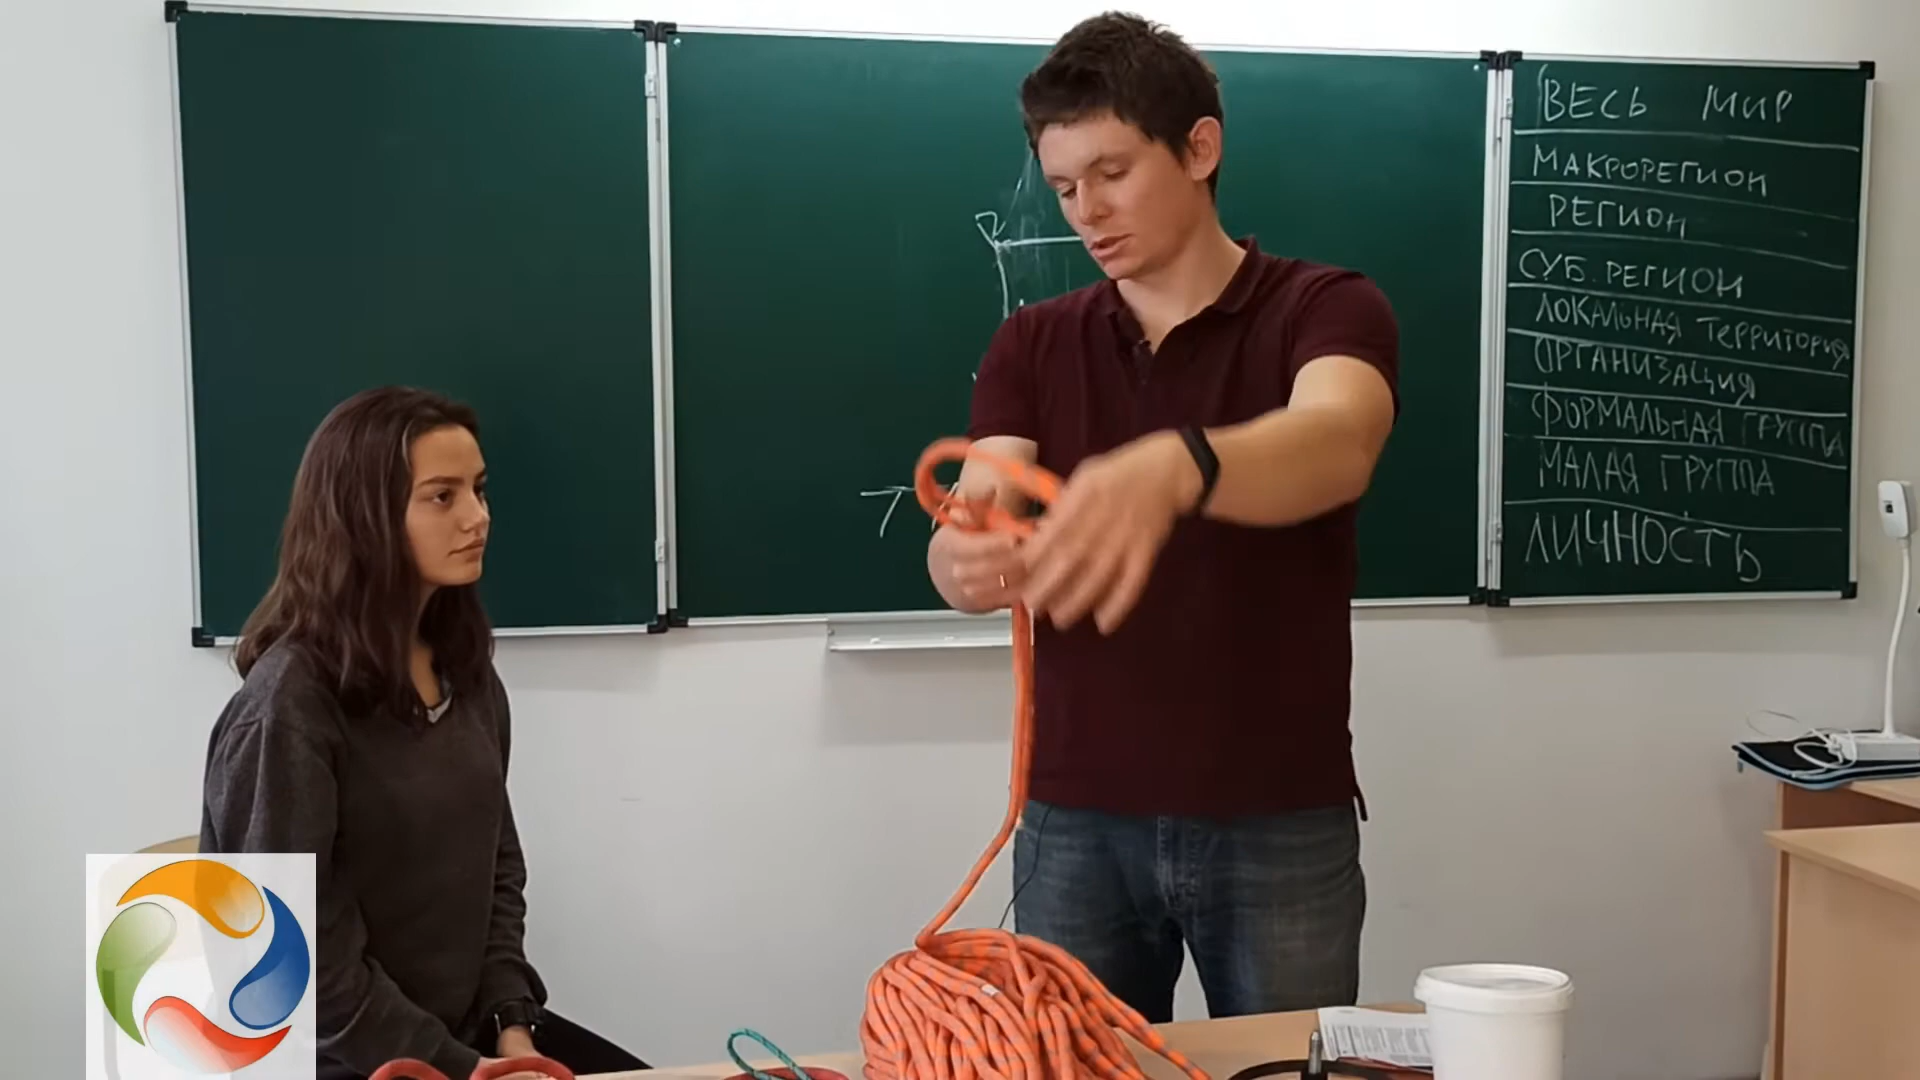 ВЕСЬ МИР
МАКРОРЕГИОН
РЕГИОН
СУБ. РЕГИОН
ЛОКАЛЬНАЯ ТЕРРИТОРИЯ
ОРГАНИЗАЦИЯ
ФОРМАЛЬНАЯ ГРУППА
МАЛАЯ ГРУППА
ЛИЧНОСТЬ